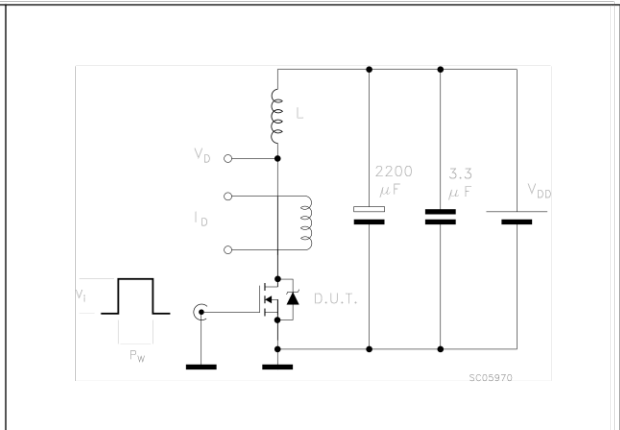 L
V_D
2200
μF
3.3
μF
V_DD
I_D
V_I
D.U.T.
P_W
SC05970